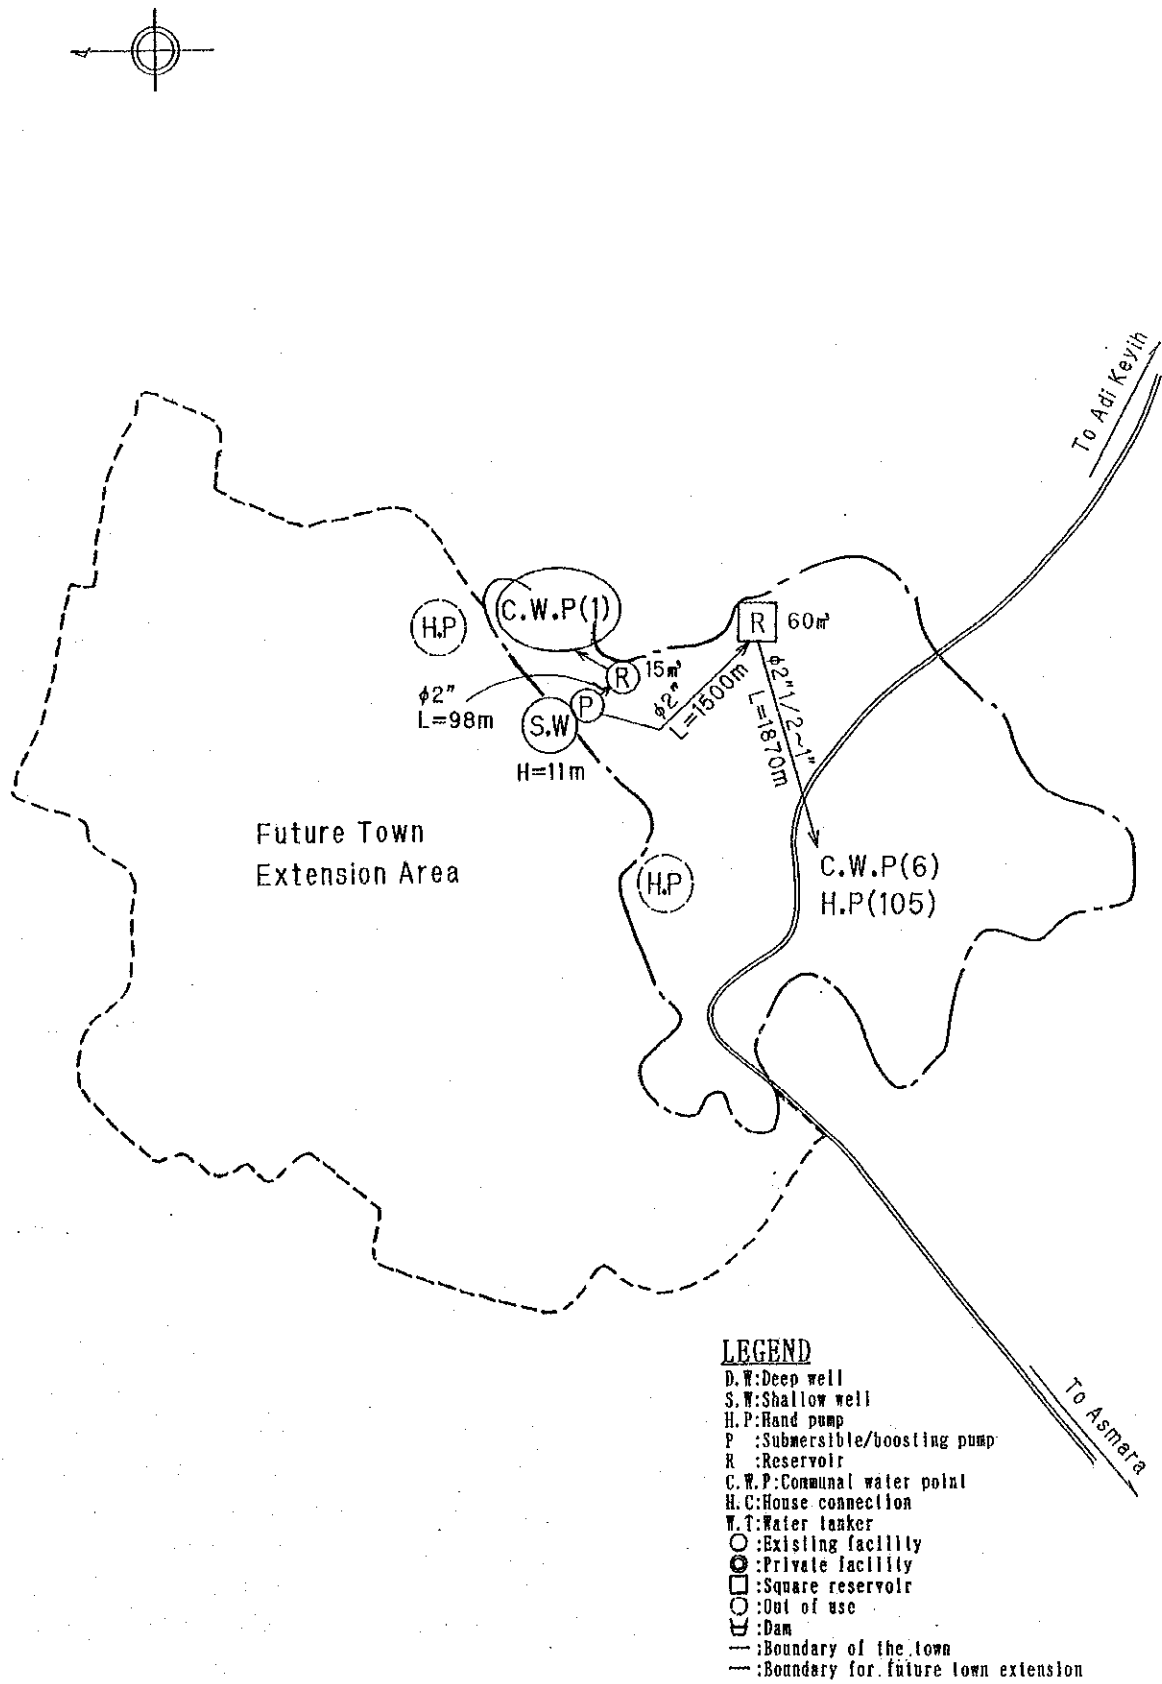 To Adi Keyih
C.W.P(1)
H.P
R
60㎥
R
15㎥
φ2"
L=98m
P
S.W
H=11m
φ2"
L=1500m
φ2"1/2~1"
L=1870m
Future Town
Extension Area
H.P
C.W.P(6)
H.P(105)
To Asmara
LEGEND
D.W:Deep well
S.W:Shallow well
H.P:Hand pump
P :Submersible/boosting pump
R :Reservoir
C.W.P:Communal water point
H.C:House connection
W.T:Water tanker
:Existing facility
:Private facility
:Square reservoir
:Out of use
:Dam
:Boundary of the town
:Boundary for future town extension